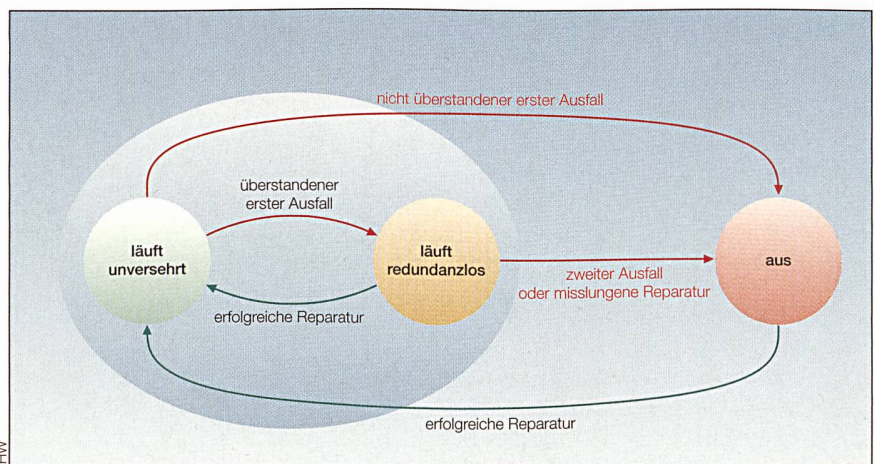 nicht überstandener erster Ausfall
überstandener
erster Ausfall
läuft
unversehrt
läuft
redundanzlos
aus
zweiter Ausfall
oder misslungene Reparatur
erfolgreiche Reparatur
erfolgreiche Reparatur